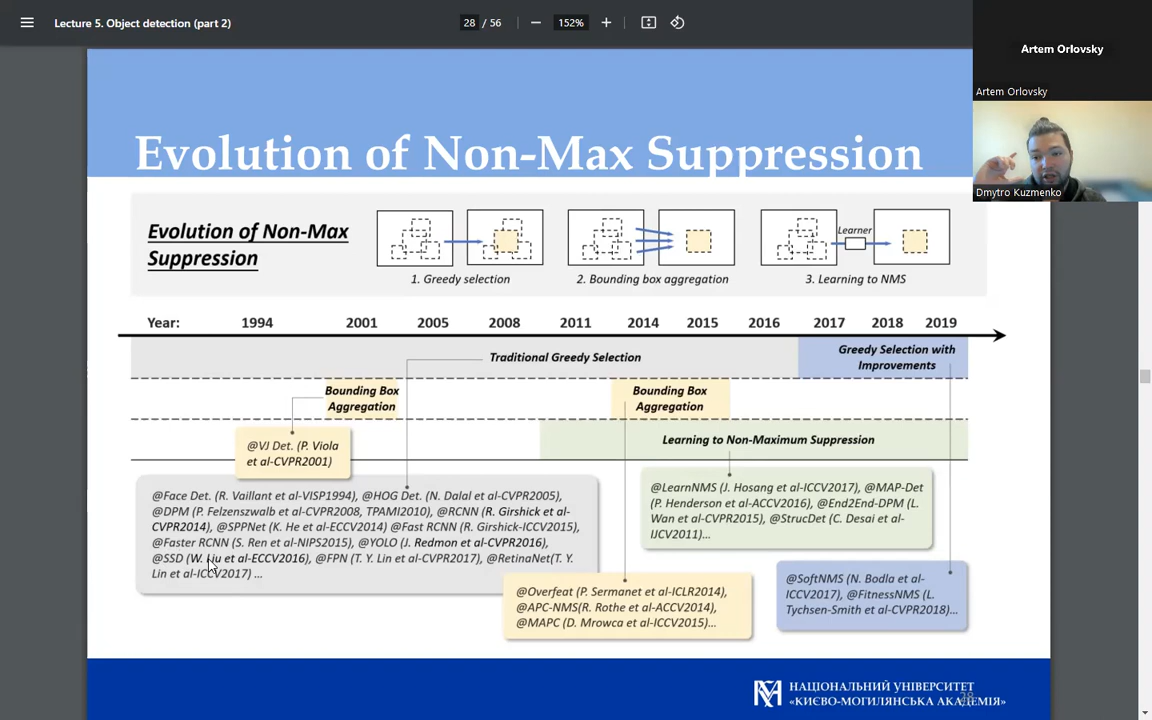 Lecture 5. Object detection (part 2)
28 / 56
152%
Artem Orlovsky
Artem Orlovsky
Dmytro Kuzmenko
Evolution of Non-Max Suppression
Evolution of Non-Max
Suppression
1. Greedy selection
2. Bounding box aggregation
Learner
3. Learning to NMS
Year: 1994 2001 2005 2008 2011 2014 2015 2016 2017 2018 2019
Traditional Greedy Selection
Greedy Selection with
Improvements
Bounding Box
Aggregation
Bounding Box
Aggregation
Learning to Non-Maximum Suppression
@VJ Det. (P. Viola
et al-CVPR2001)
@Face Det. (R. Vaillant et al-VISP1994), @HOG Det. (N. Dalal et al-CVPR2005),
@DPM (P. Felzenszwalb et al-CVPR2008, TPAMI2010), @RCNN (R. Girshick et al-
CVPR2014), @SPPNet (K. He et al-ECCV2014) @Fast RCNN (R. Girshick-ICCV2015),
@Faster RCNN (S. Ren et al-NIPS2015), @YOLO (J. Redmon et al-CVPR2016),
@SSD (W. Liu et al-ECCV2016), @FPN (T. Y. Lin et al-CVPR2017), @RetinaNet(T. Y.
Lin et al-ICCV2017) ...
@LearnNMS (J. Hosang et al-ICCV2017), @MAP-Det
(P. Henderson et al-ACCV2016), @End2End-DPM (L.
Wan et al-CVPR2015), @StrucDet (C. Desai et al-
IJCV2011)...
@Overfeat (P. Sermanet et al-ICLR2014),
@APC-NMS(R. Rothe et al-ACCV2014),
@MAPC (D. Mrowca et al-ICCV2015)...
@SoftNMS (N. Bodla et al-
ICCV2017), @FitnessNMS (L.
Tychsen-Smith et al-CVPR2018)...
НАЦІОНАЛЬНИЙ УНІВЕРСИТЕТ
«КИЄВО-МОГИЛЯНСЬКА АКАДЕМІЯ»
28